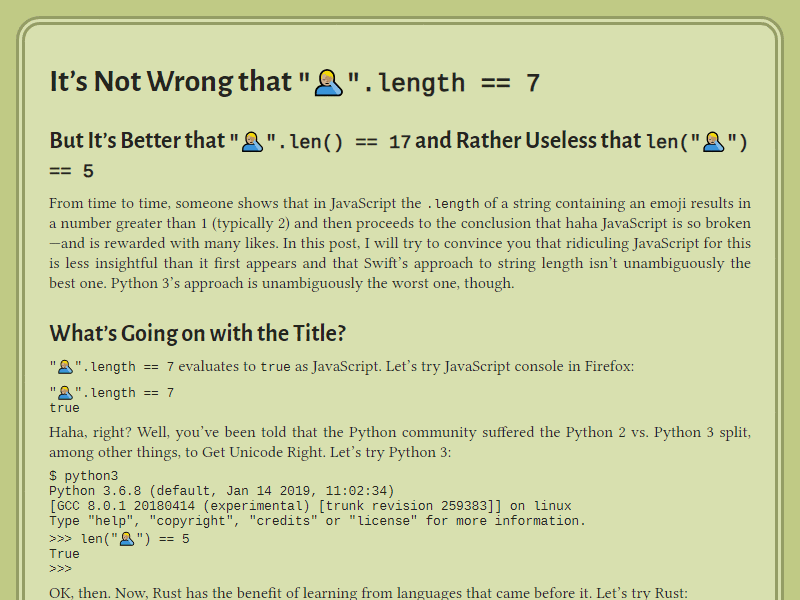 It’s Not Wrong that "🤦🏼‍♂️".length == 7
But It’s Better that "🤦🏼‍♂️".len() == 17 and Rather Useless that len("🤦🏼‍♂️")
== 5
From time to time, someone shows that in JavaScript the .length of a string containing an emoji results in
a number greater than 1 (typically 2) and then proceeds to the conclusion that haha JavaScript is so broken
—and is rewarded with many likes. In this post, I will try to convince you that ridiculing JavaScript for this
is less insightful than it first appears and that Swift’s approach to string length isn’t unambiguously the
best one. Python 3’s approach is unambiguously the worst one, though.
What’s Going on with the Title?
"🤦🏼‍♂️".length == 7 evaluates to true as JavaScript. Let’s try JavaScript console in Firefox:
"🤦🏼‍♂️".length == 7
true
Haha, right? Well, you’ve been told that the Python community suffered the Python 2 vs. Python 3 split,
among other things, to Get Unicode Right. Let’s try Python 3:
$ python3
Python 3.6.8 (default, Jan 14 2019, 11:02:34)
[GCC 8.0.1 20180414 (experimental) [trunk revision 259383]] on linux
Type "help", "copyright", "credits" or "license" for more information.
>>> len("🤦🏼‍♂️") == 5
True
>>>
OK, then. Now, Rust has the benefit of learning from languages that came before it. Let’s try Rust: